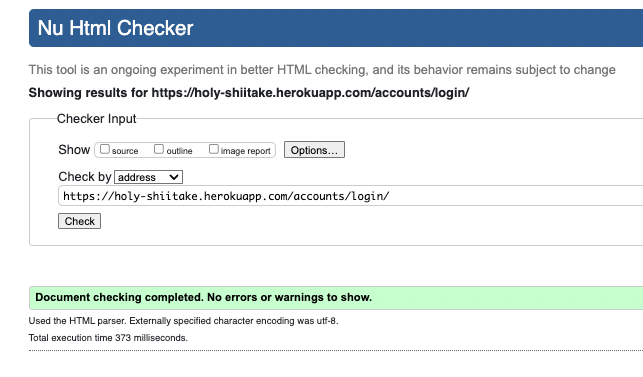 Nu Html Checker
This tool is an ongoing experiment in better HTML checking, and its behavior remains subject to change
Showing results for https://holy-shiitake.herokuapp.com/accounts/login/
Checker Input
Show source outline image report Options...
Check by address
https://holy-shiitake.herokuapp.com/accounts/login/
Check
Document checking completed. No errors or warnings to show.
Used the HTML parser. Externally specified character encoding was utf-8.
Total execution time 373 milliseconds.